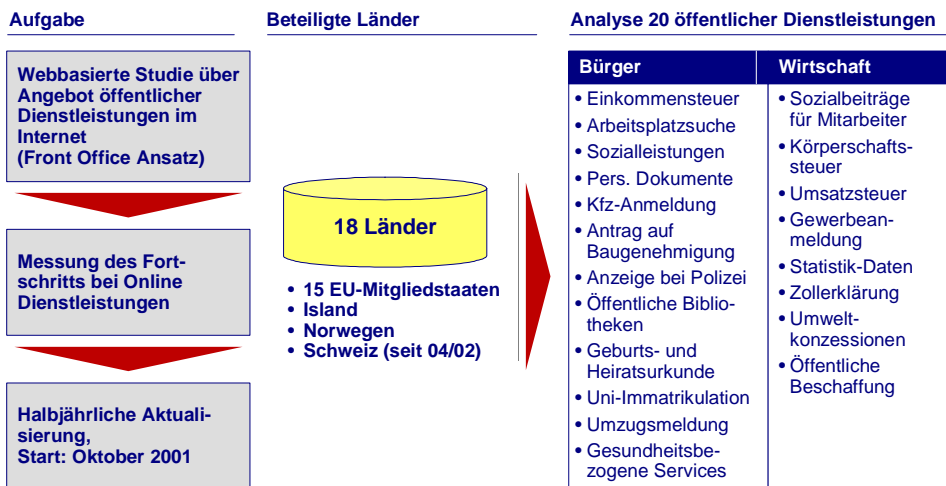 Aufgabe
Webbasierte Studie über
Angebot öffentlicher
Dienstleistungen im
Internet
(Front Office Ansatz)
Messung des Fort-
schritts bei Online
Dienstleistungen
Halbjährliche Aktuali-
sierung,
Start: Oktober 2001
Beteiligte Länder
18 Länder
• 15 EU-Mitgliedstaaten
• Island
• Norwegen
• Schweiz (seit 04/02)
Analyse 20 öffentlicher Dienstleistungen
Bürger
• Einkommensteuer
• Arbeitsplatzsuche
• Sozialleistungen
• Pers. Dokumente
• Kfz-Anmeldung
• Antrag auf
Baugenehmigung
• Anzeige bei Polizei
• Öffentliche Biblio-
theken
• Geburts- und
Heiratsurkunde
• Uni-Immatrikulation
• Umzugsmeldung
• Gesundheitsbe-
zogene Services
Wirtschaft
• Sozialbeiträge
für Mitarbeiter
• Körperschafts-
steuer
• Umsatzsteuer
• Gewerbean-
meldung
• Statistik-Daten
• Zollerklärung
• Umwelt-
konzessionen
• Öffentliche
Beschaffung